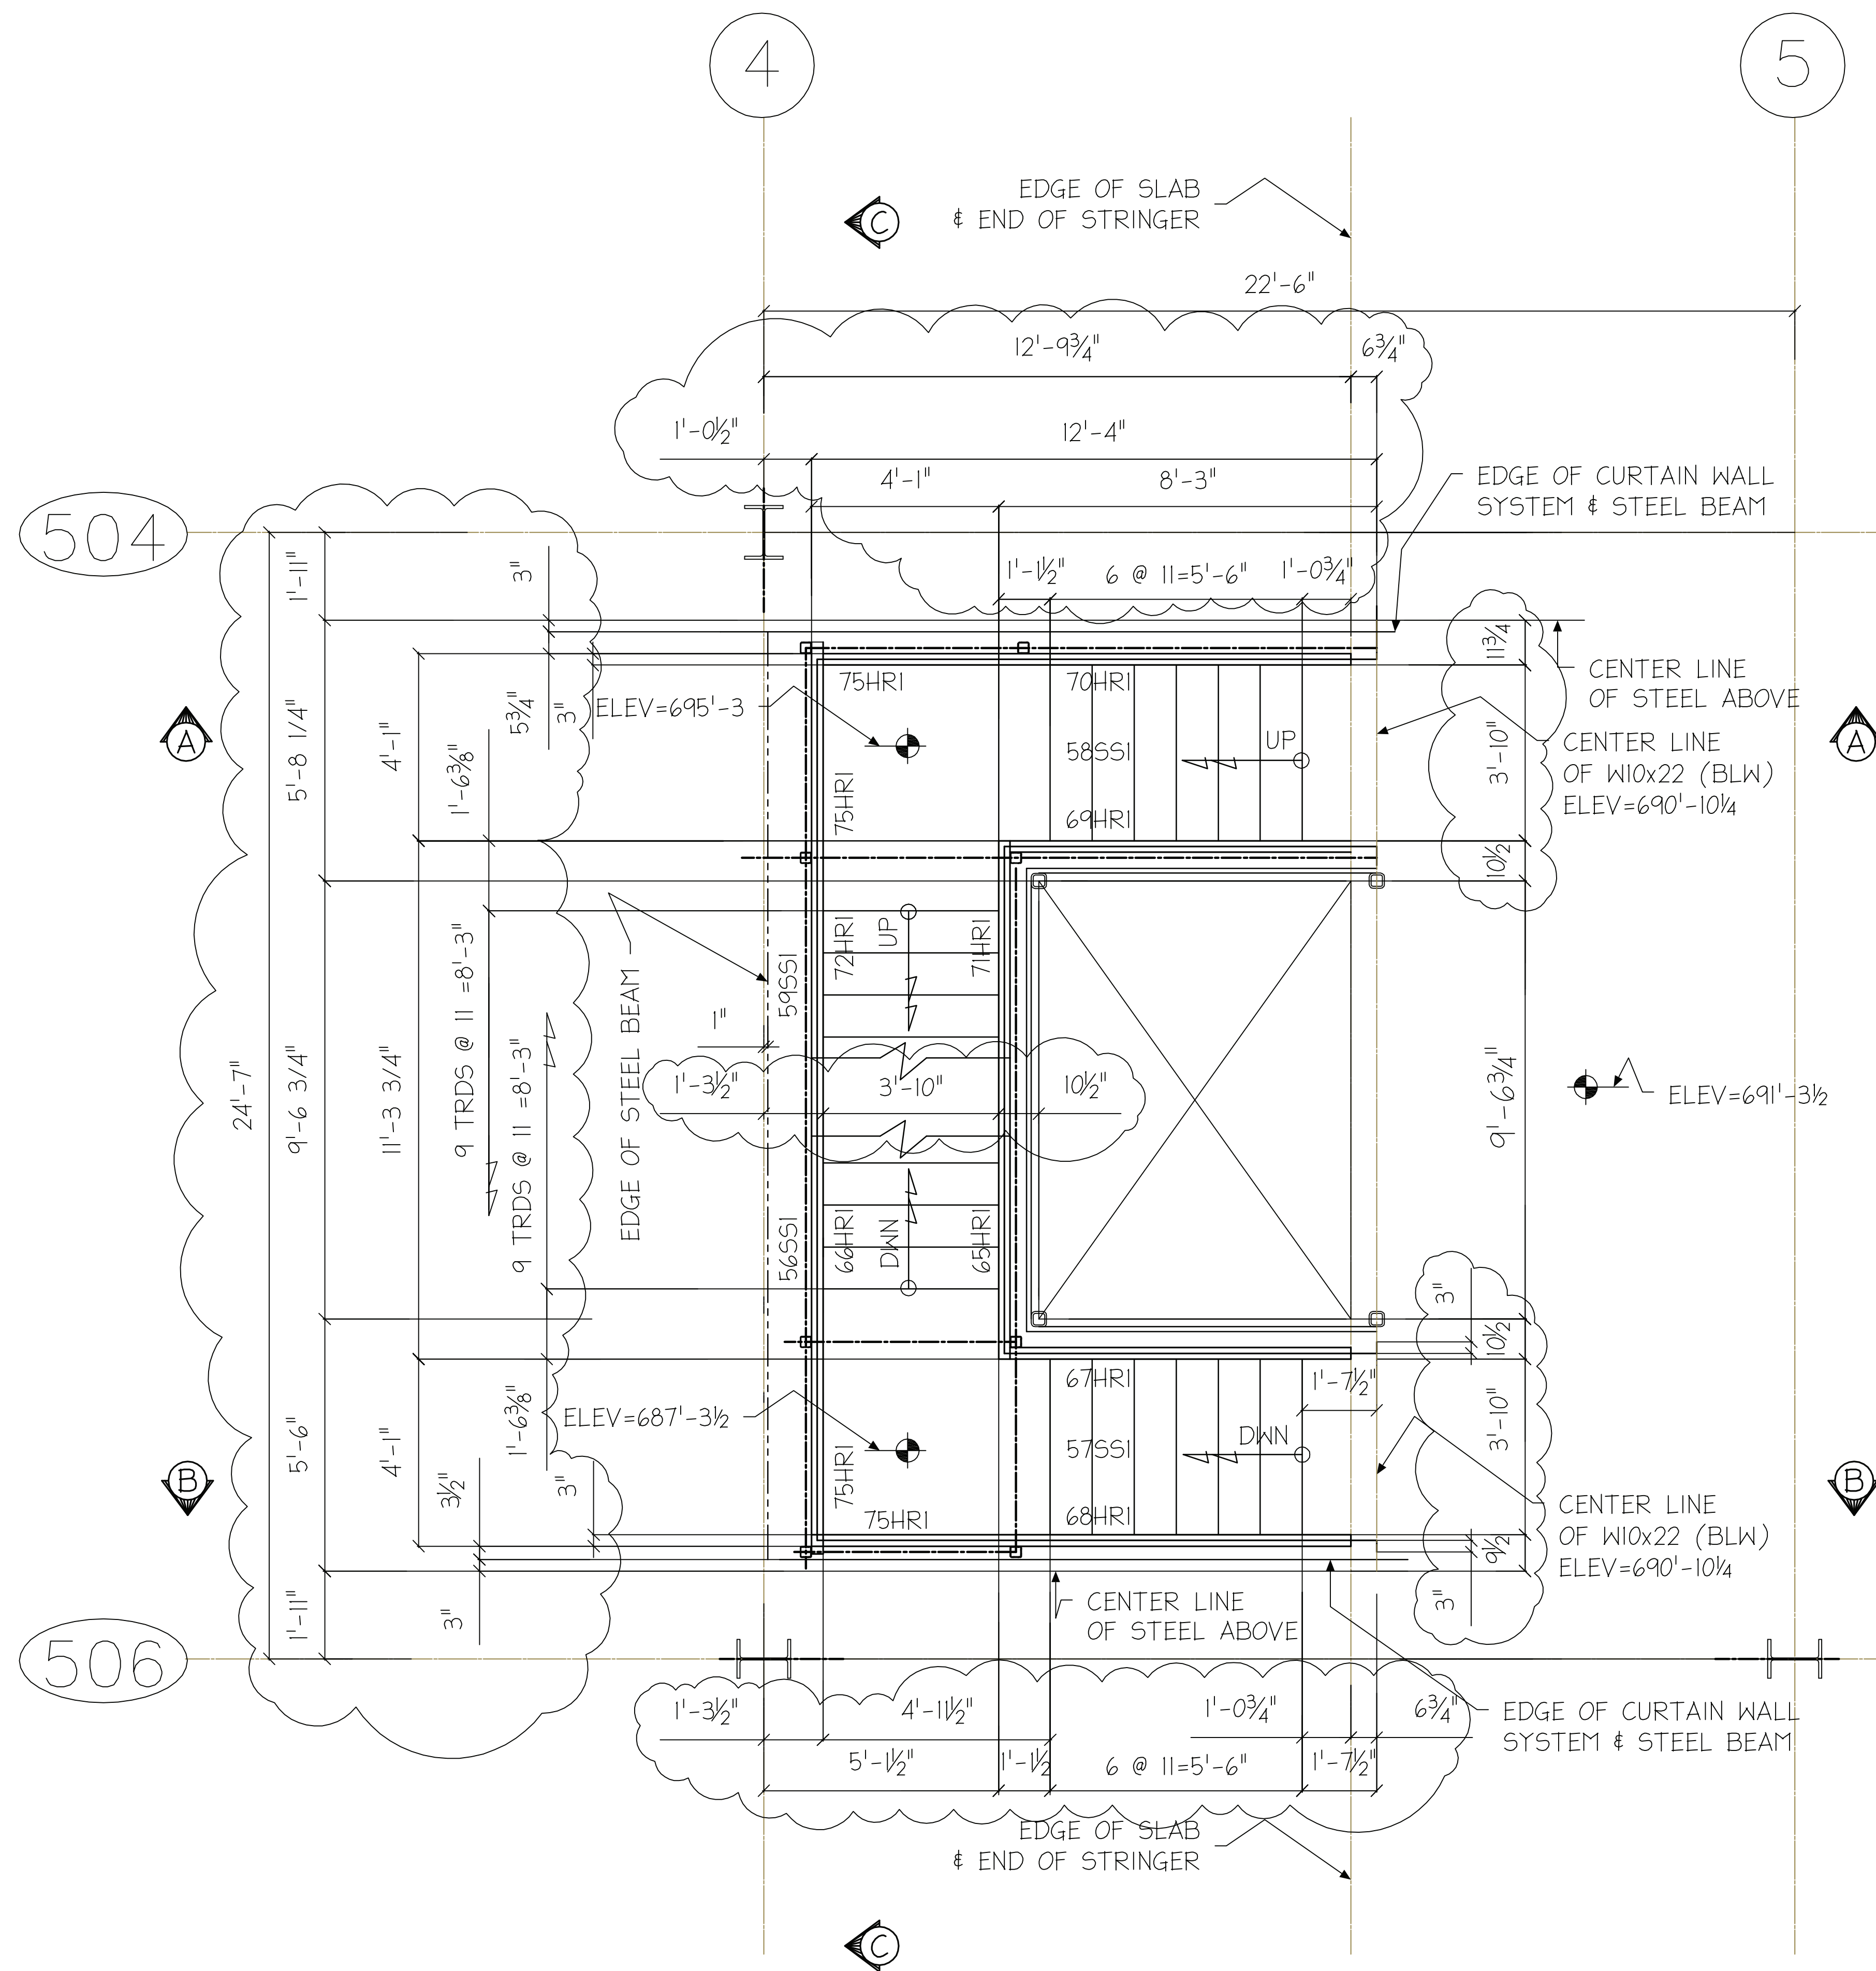 4
5
EDGE OF SLAB
& END OF STRINGER
C
22'-6"
12'-9¾"
6¾"
1'-0½"
12'-4"
4'-1"
8'-3"
EDGE OF CURTAIN WALL
SYSTEM & STEEL BEAM
504
1'-11"
3"
1'-1½"
6 @ 11=5'-6"
1'-0¾"
11¾
CENTER LINE
OF STEEL ABOVE
75HR1
70HR1
ELEV=695'-3
5¾"
3"
A
5'-8 1/4"
4'-1"
1'-6⅜"
75HR1
58SS1
UP
69HR1
3'-10"
CENTER LINE
OF W10x22 (BLW)
ELEV=690'-10¼
A
10½
9 TRDS @ 11 =8'-3"
9 TRDS @ 11 =8'-3"
EDGE OF STEEL BEAM
59SS1
72HR1
UP
71HR1
1"
24'-7"
9'-6 3/4"
11'-3 3/4"
1'-3½"
3'-10"
10½"
9'-6¾"
ELEV=691'-3½
56SS1
66HR1
DWN
65HR1
3"
10½
67HR1
1'-7½"
5'-6"
4'-1"
1'-6⅜"
ELEV=687'-3½
57SS1
DWN
3'-10"
B
3½"
3"
75HR1
75HR1
68HR1
B
9½
CENTER LINE
OF W10x22 (BLW)
ELEV=690'-10¼
1'-11"
3"
CENTER LINE
OF STEEL ABOVE
3"
506
1'-3½"
4'-11½"
1'-0¾"
6¾"
EDGE OF CURTAIN WALL
SYSTEM & STEEL BEAM
5'-1½"
1'-1½
6 @ 11=5'-6"
1'-7½"
EDGE OF SLAB
& END OF STRINGER
C